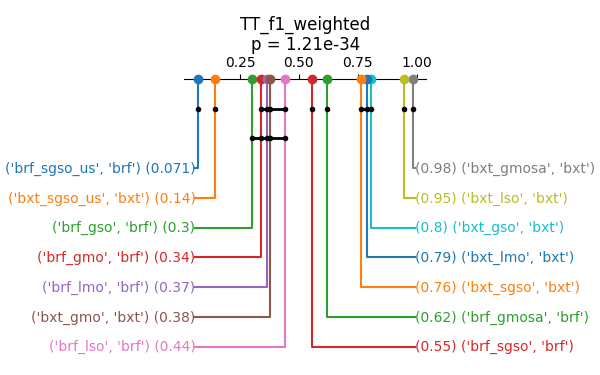 TT_f1_weighted
p = 1.21e-34
0.25 0.50 0.75 1.00
('brf_sgso_us', 'brf') (0.071) (0.98) ('bxt_gmosa', 'bxt')
('bxt_sgso_us', 'bxt') (0.14) (0.95) ('bxt_lso', 'bxt')
('brf_gso', 'brf') (0.3) (0.8) ('bxt_gso', 'bxt')
('brf_gmo', 'brf') (0.34) (0.79) ('bxt_lmo', 'bxt')
('brf_lmo', 'brf') (0.37) (0.76) ('bxt_sgso', 'bxt')
('bxt_gmo', 'bxt') (0.38) (0.62) ('brf_gmosa', 'brf')
('brf_lso', 'brf') (0.44) (0.55) ('brf_sgso', 'brf')